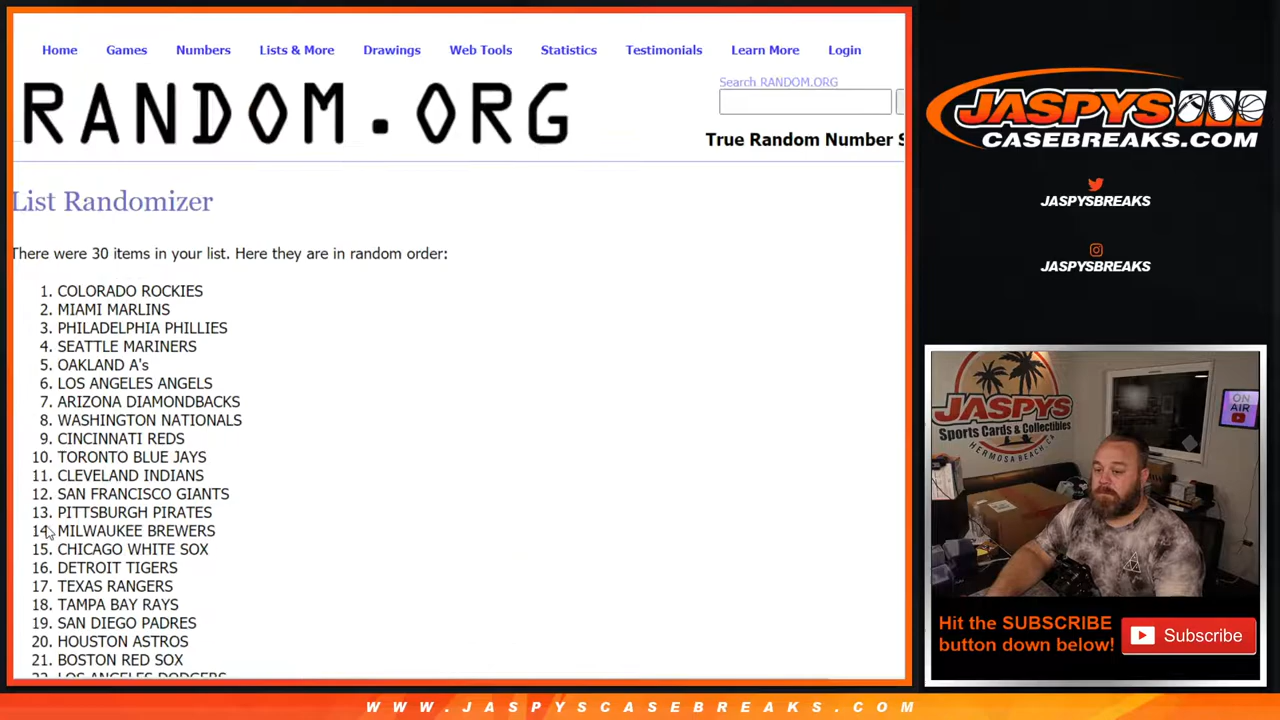 Home Games Numbers Lists & More Drawings Web Tools Statistics Testimonials Learn More Login
RANDOM.ORG
Search RANDOM.ORG
True Random Number S
List Randomizer
There were 30 items in your list. Here they are in random order:
1. COLORADO ROCKIES
2. MIAMI MARLINS
3. PHILADELPHIA PHILLIES
4. SEATTLE MARINERS
5. OAKLAND A's
6. LOS ANGELES ANGELS
7. ARIZONA DIAMONDBACKS
8. WASHINGTON NATIONALS
9. CINCINNATI REDS
10. TORONTO BLUE JAYS
11. CLEVELAND INDIANS
12. SAN FRANCISCO GIANTS
13. PITTSBURGH PIRATES
14. MILWAUKEE BREWERS
15. CHICAGO WHITE SOX
16. DETROIT TIGERS
17. TEXAS RANGERS
18. TAMPA BAY RAYS
19. SAN DIEGO PADRES
20. HOUSTON ASTROS
21. BOSTON RED SOX
22. LOS ANGELES DODGERS
JASPYS
CASEBREAKS.COM
JASPYSBREAKS
JASPYSBREAKS
JASPYS
Sports Cards & Collectibles
HERMOSA BEACH, CA
ON
AIR
Hit the SUBSCRIBE
button down below!
Subscribe
WWW.JASPYSCASEBREAKS.COM